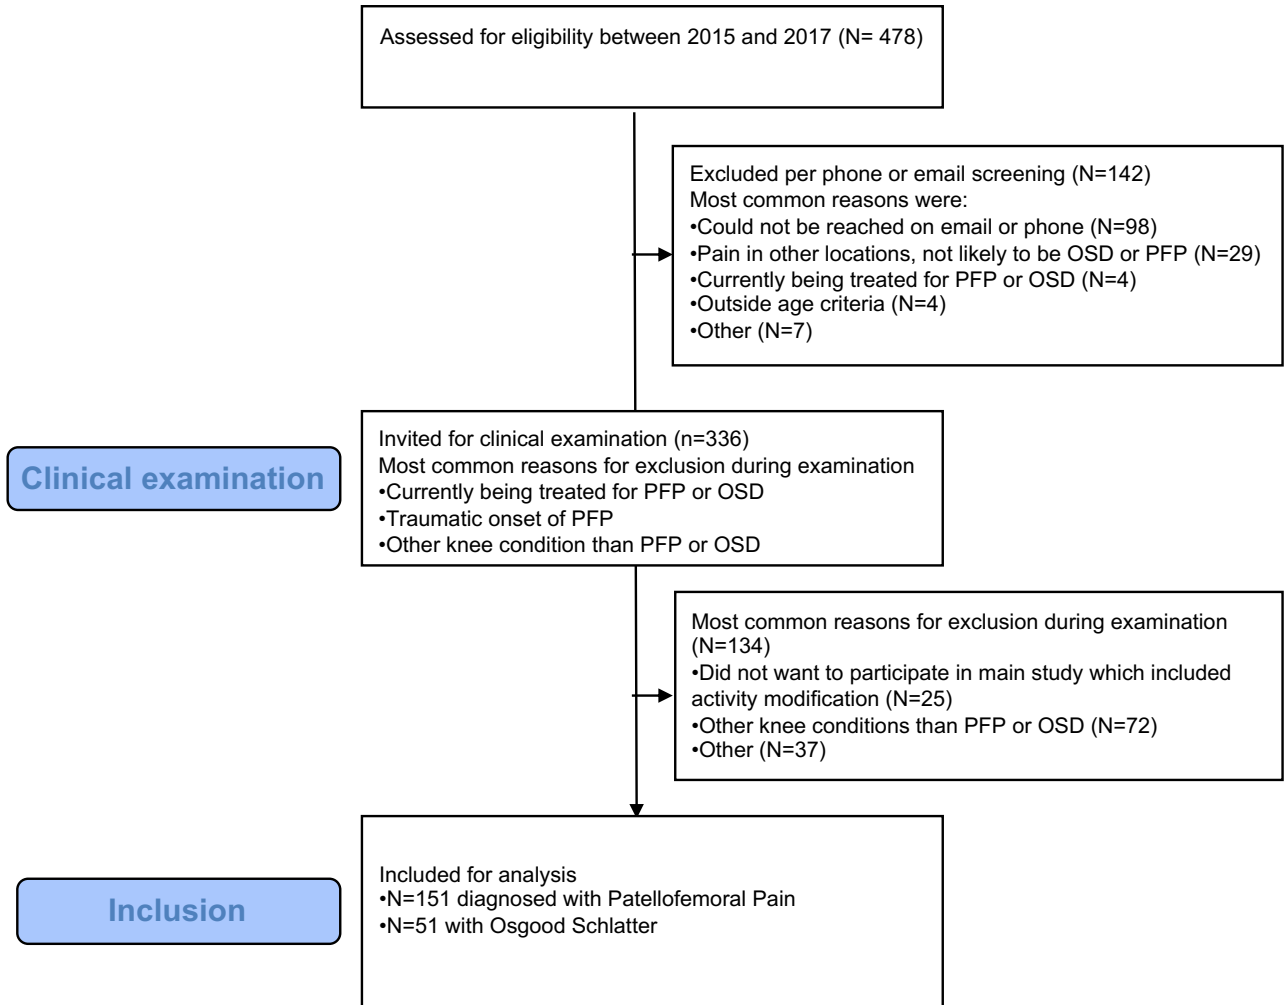 Assessed for eligibility between 2015 and 2017 (N= 478)
Excluded per phone or email screening (N=142)
Most common reasons were:
•Could not be reached on email or phone (N=98)
•Pain in other locations, not likely to be OSD or PFP (N=29)
•Currently being treated for PFP or OSD (N=4)
•Outside age criteria (N=4)
•Other (N=7)
Clinical examination
Invited for clinical examination (n=336)
Most common reasons for exclusion during examination
•Currently being treated for PFP or OSD
•Traumatic onset of PFP
•Other knee condition than PFP or OSD
Most common reasons for exclusion during examination
(N=134)
•Did not want to participate in main study which included
activity modification (N=25)
•Other knee conditions than PFP or OSD (N=72)
•Other (N=37)
Inclusion
Included for analysis
•N=151 diagnosed with Patellofemoral Pain
•N=51 with Osgood Schlatter